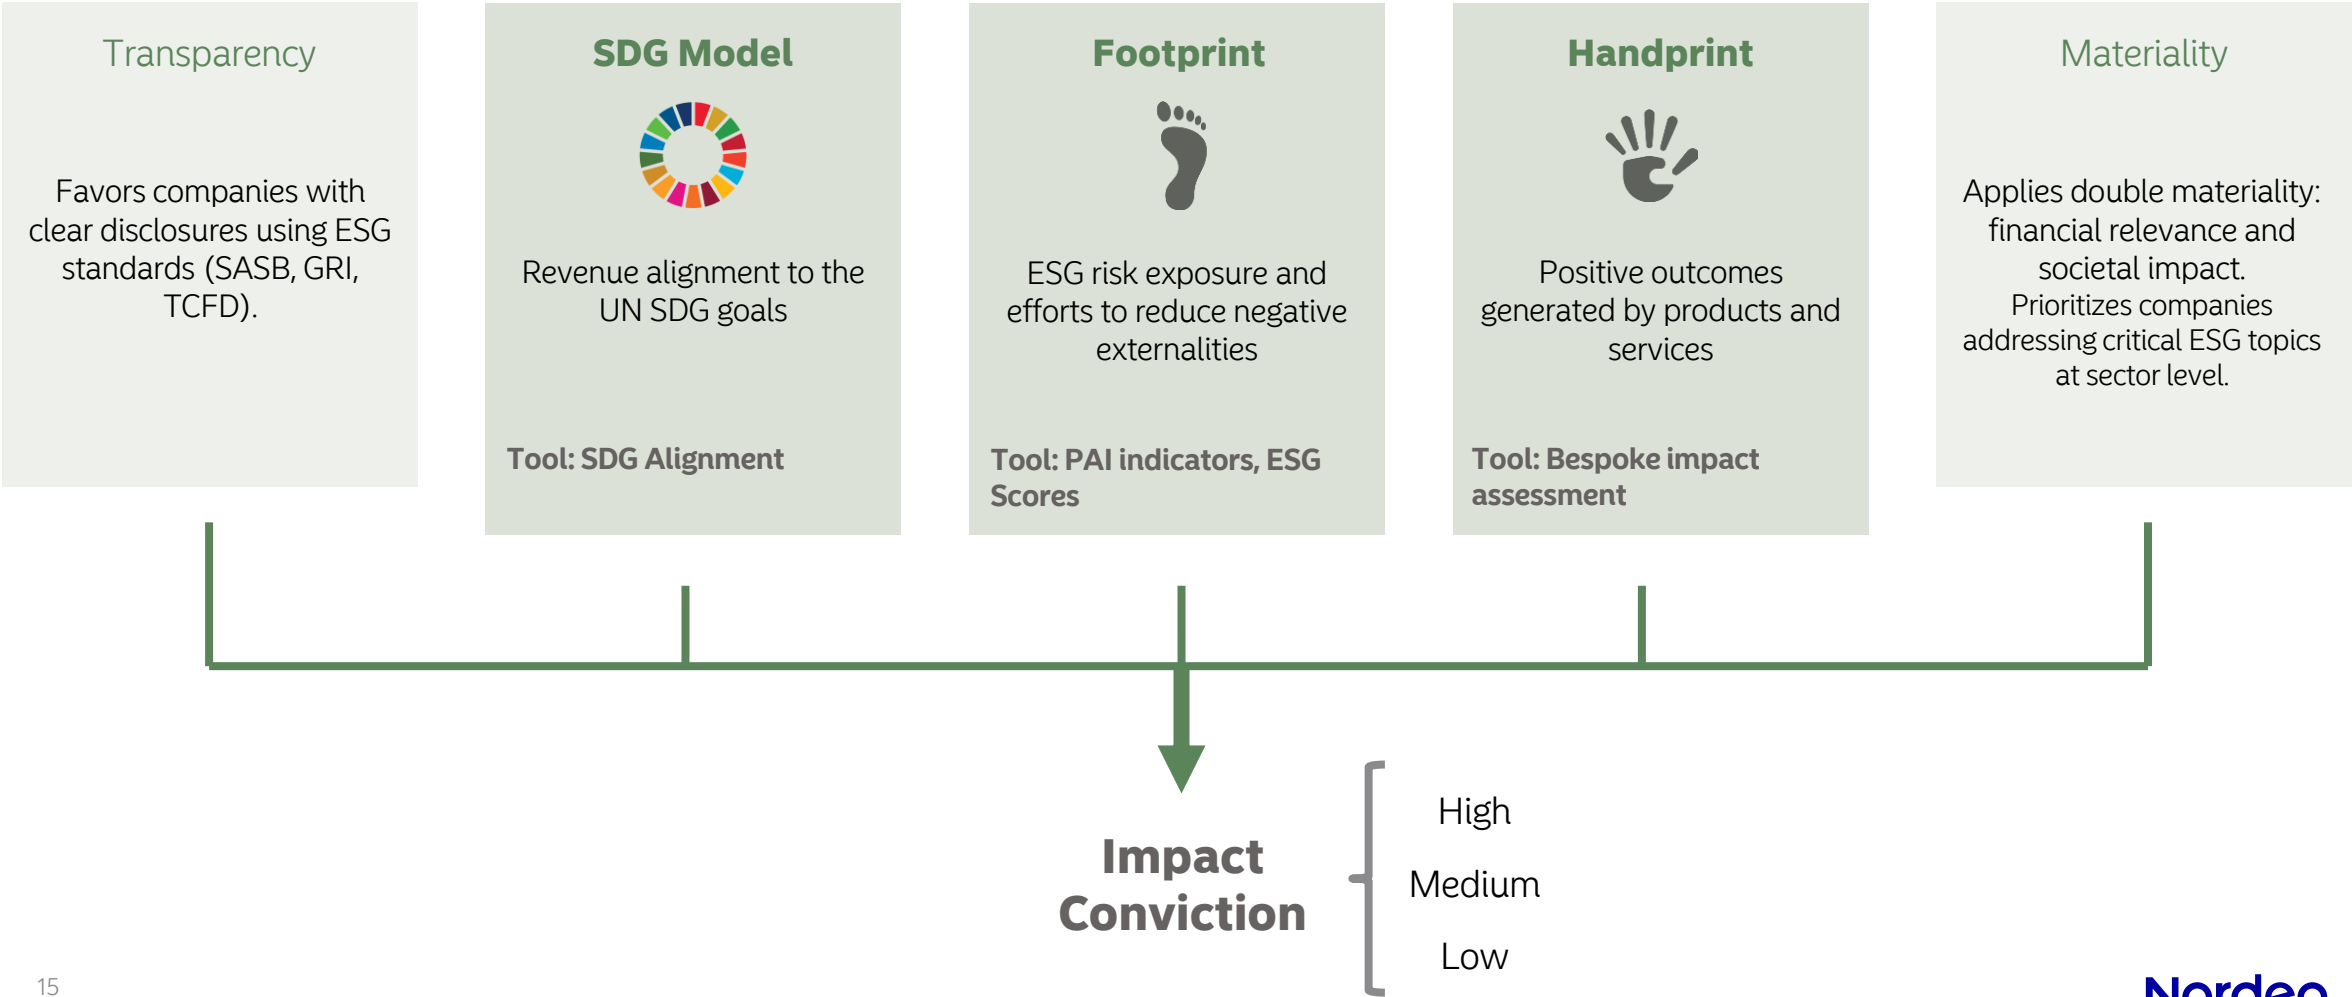 Transparency
Favors companies with
clear disclosures using ESG
standards (SASB, GRI,
TCFD).
SDG Model
Revenue alignment to the
UN SDG goals
Tool: SDG Alignment
Footprint
ESG risk exposure and
efforts to reduce negative
externalities
Tool: PAI indicators, ESG
Scores
Handprint
Positive outcomes
generated by products and
services
Tool: Bespoke impact
assessment
Materiality
Applies double materiality:
financial relevance and
societal impact.
Prioritizes companies
addressing critical ESG topics
at sector level.
Impact
Conviction
High
Medium
Low
15
Nordea